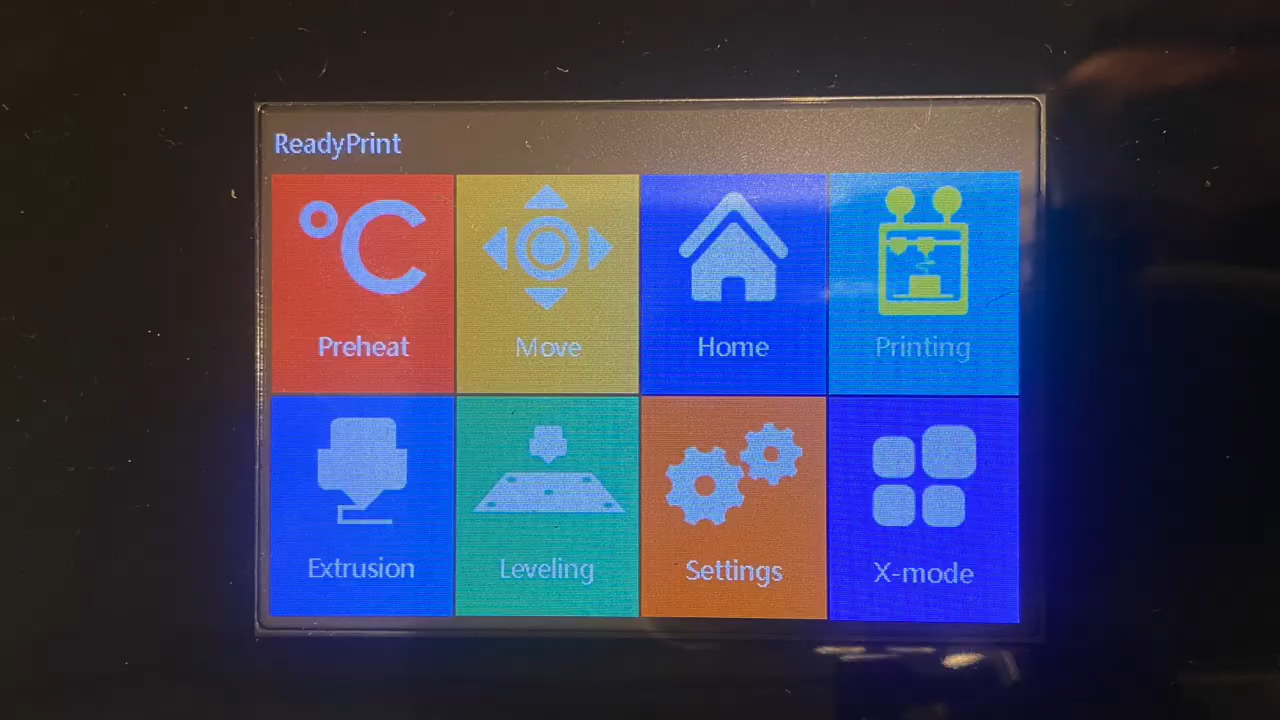 ReadyPrint
°C
Preheat
Move
Home
Printing
Extrusion
Leveling
Settings
X-mode